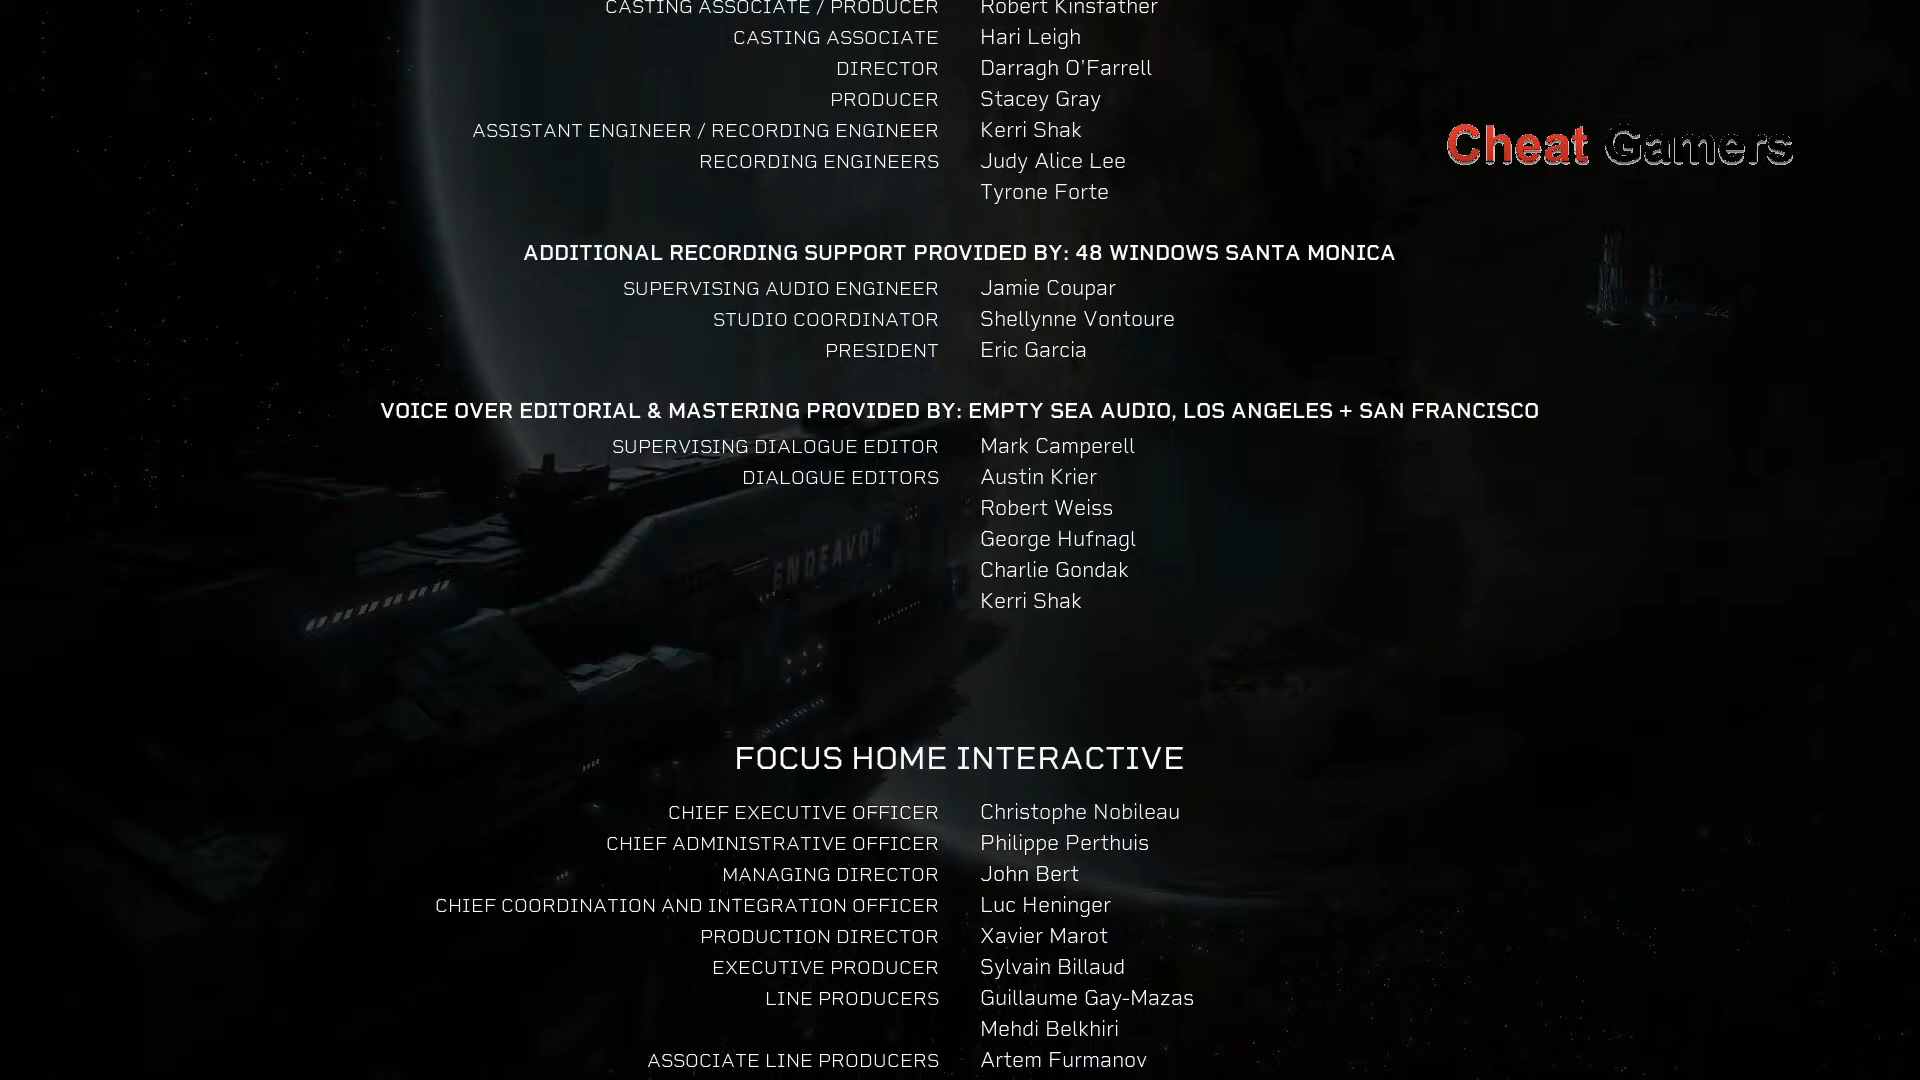 CASTING ASSOCIATE / PRODUCER Robert Kinsfather
CASTING ASSOCIATE Hari Leigh
DIRECTOR Darragh O'Farrell
PRODUCER Stacey Gray
ASSISTANT ENGINEER / RECORDING ENGINEER Kerri Shak
RECORDING ENGINEERS Judy Alice Lee
Tyrone Forte
Cheat Gamers
ADDITIONAL RECORDING SUPPORT PROVIDED BY: 48 WINDOWS SANTA MONICA
SUPERVISING AUDIO ENGINEER Jamie Coupar
STUDIO COORDINATOR Shellynne Vontoure
PRESIDENT Eric Garcia
VOICE OVER EDITORIAL & MASTERING PROVIDED BY: EMPTY SEA AUDIO, LOS ANGELES + SAN FRANCISCO
SUPERVISING DIALOGUE EDITOR Mark Camperell
DIALOGUE EDITORS Austin Krier
Robert Weiss
George Hufnagl
Charlie Gondak
Kerri Shak
ENDEAVOR
FOCUS HOME INTERACTIVE
CHIEF EXECUTIVE OFFICER Christophe Nobileau
CHIEF ADMINISTRATIVE OFFICER Philippe Perthuis
MANAGING DIRECTOR John Bert
CHIEF COORDINATION AND INTEGRATION OFFICER Luc Heninger
PRODUCTION DIRECTOR Xavier Marot
EXECUTIVE PRODUCER Sylvain Billaud
LINE PRODUCERS Guillaume Gay-Mazas
Mehdi Belkhiri
ASSOCIATE LINE PRODUCERS Artem Furmanov